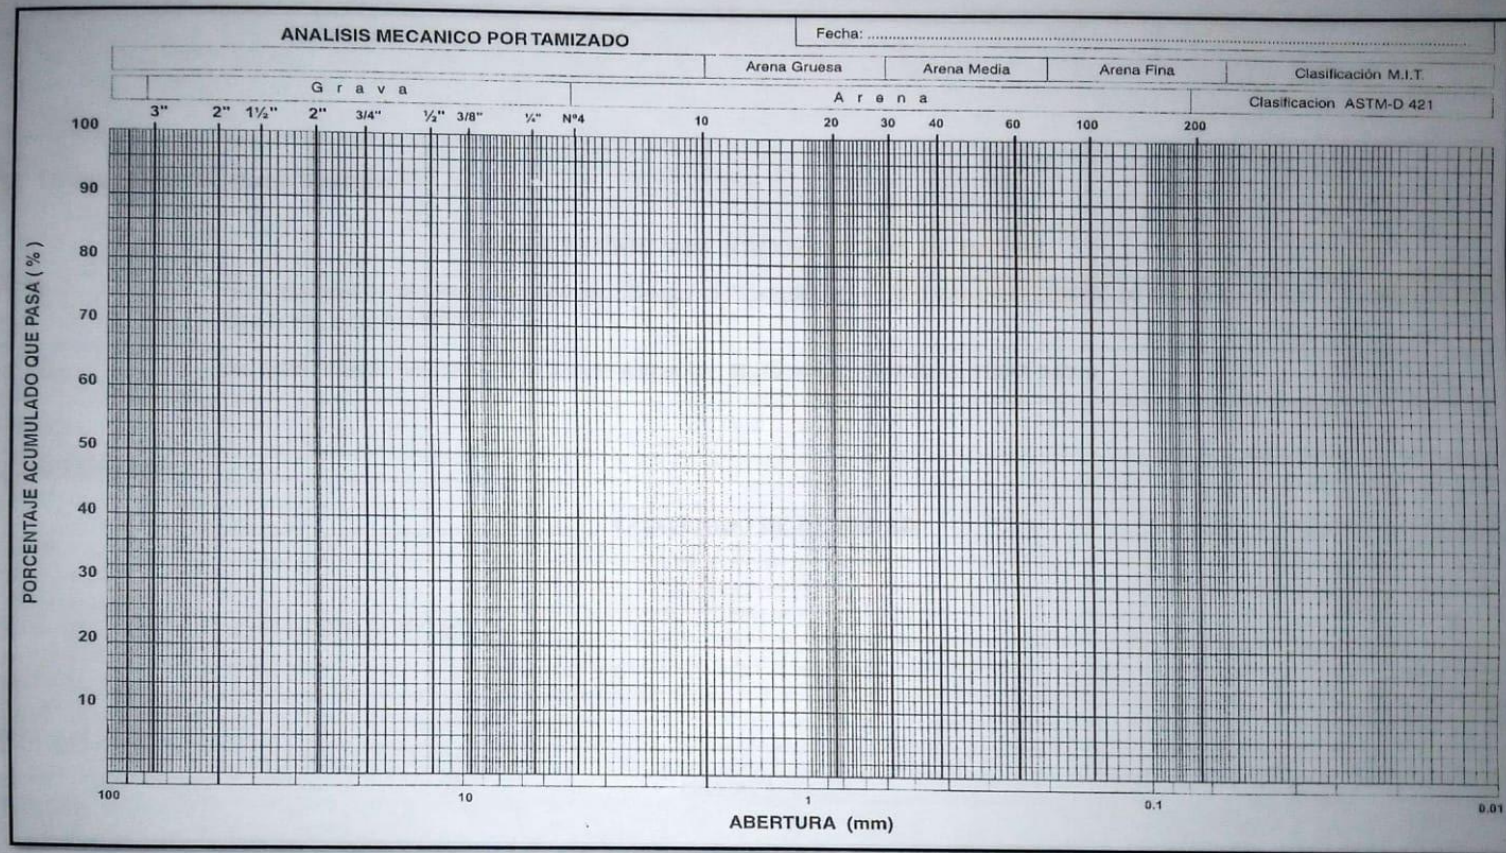 ANALISIS MECANICO POR TAMIZADO
Fecha:
Arena Gruesa Arena Media Arena Fina Clasificación M.I.T.
G r a v a A r e n a Clasificacion ASTM-D 421
3" 2" 1½" 2" 3/4" ½" 3/8" ¼" Nº4 10 20 30 40 60 100 200
100
90
80
70
60
50
40
30
20
10
PORCENTAJE ACUMULADO QUE PASA ( % )
100 10 1 0.1 0.01
ABERTURA (mm)